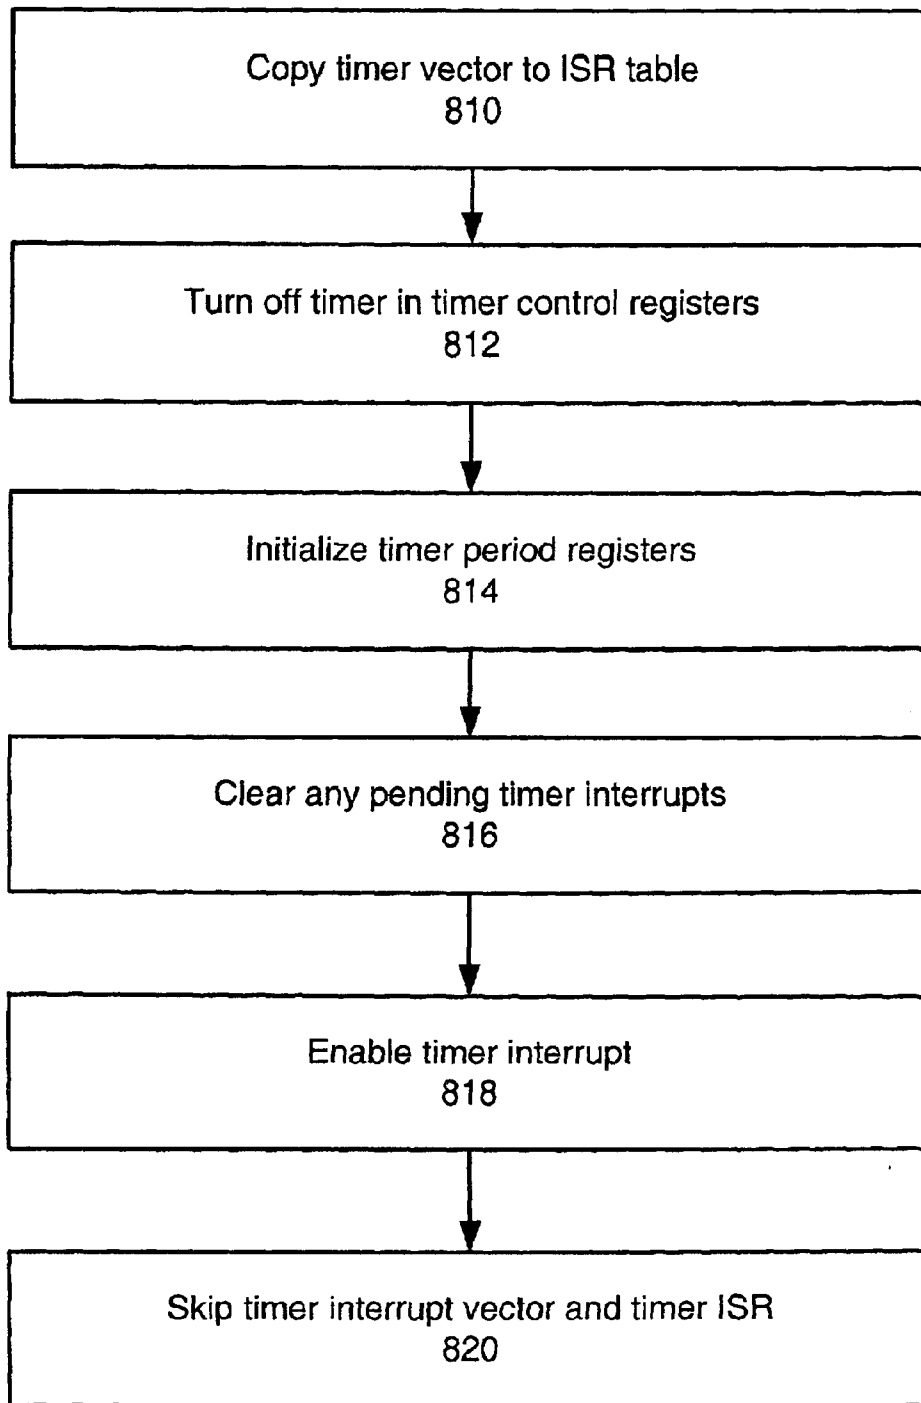 Copy timer vector to ISR table
810
Turn off timer in timer control registers
812
Initialize timer period registers
814
Clear any pending timer interrupts
816
Enable timer interrupt
818
Skip timer interrupt vector and timer ISR
820